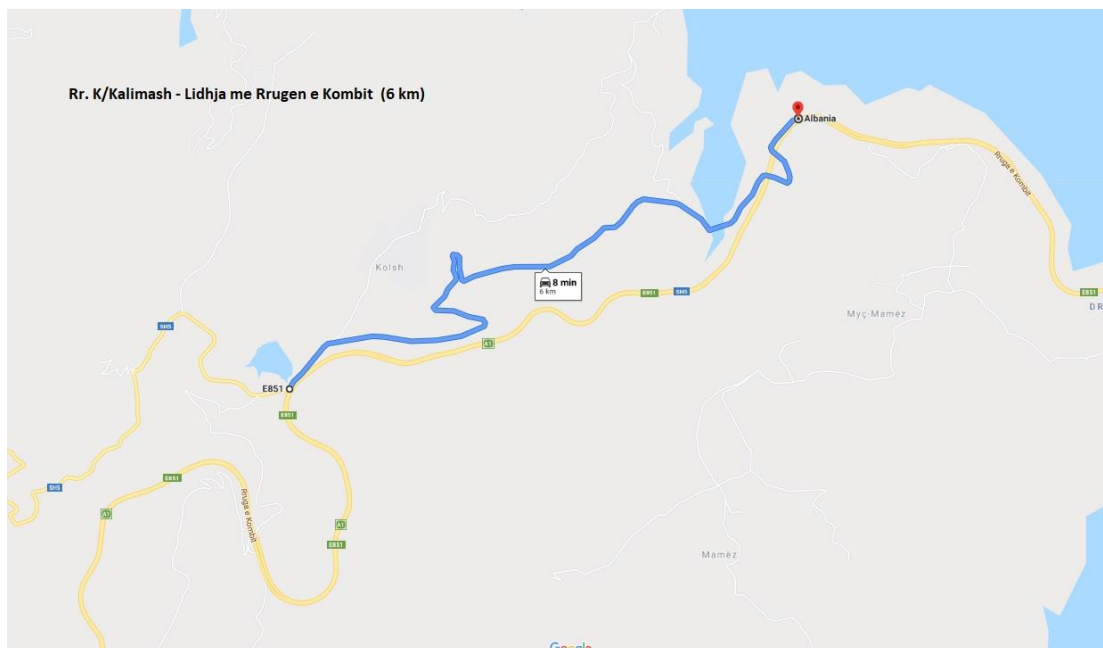 Rr. K/Kalimash - Lidhja me Rrugen e Kombit (6 km)
Albania
Rruga e Kombit
Kolsh
8 min
6 km
E851
SH5
E851
DR
Myç-Mamëz
SH5
A1
E851
E851
E851
SH5
Rruga e Kombit
A1
A1
E851
Mamëz
Google